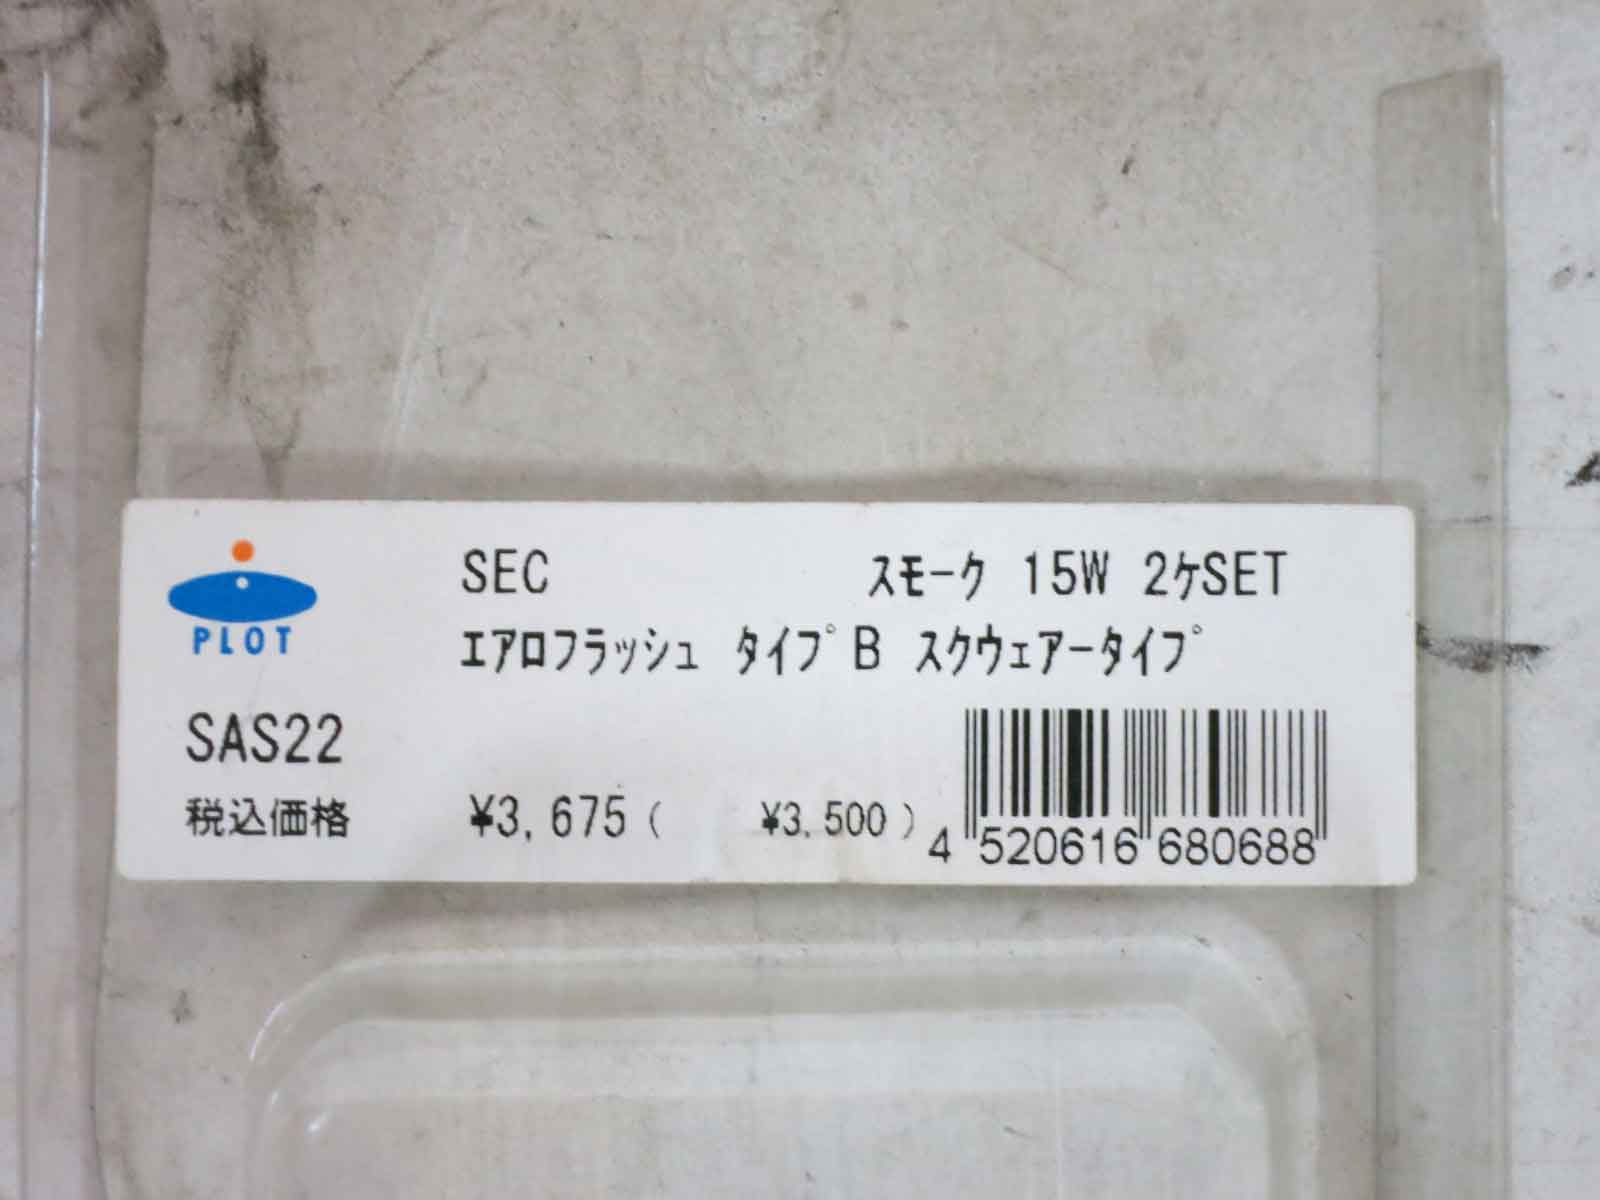 PLOT
SEC スモーク 15W 2ケSET
エアロフラッシュ タイプB スクウェアータイプ
SAS22
税込価格 ¥3,675( ¥3,500)
4 520616 680688